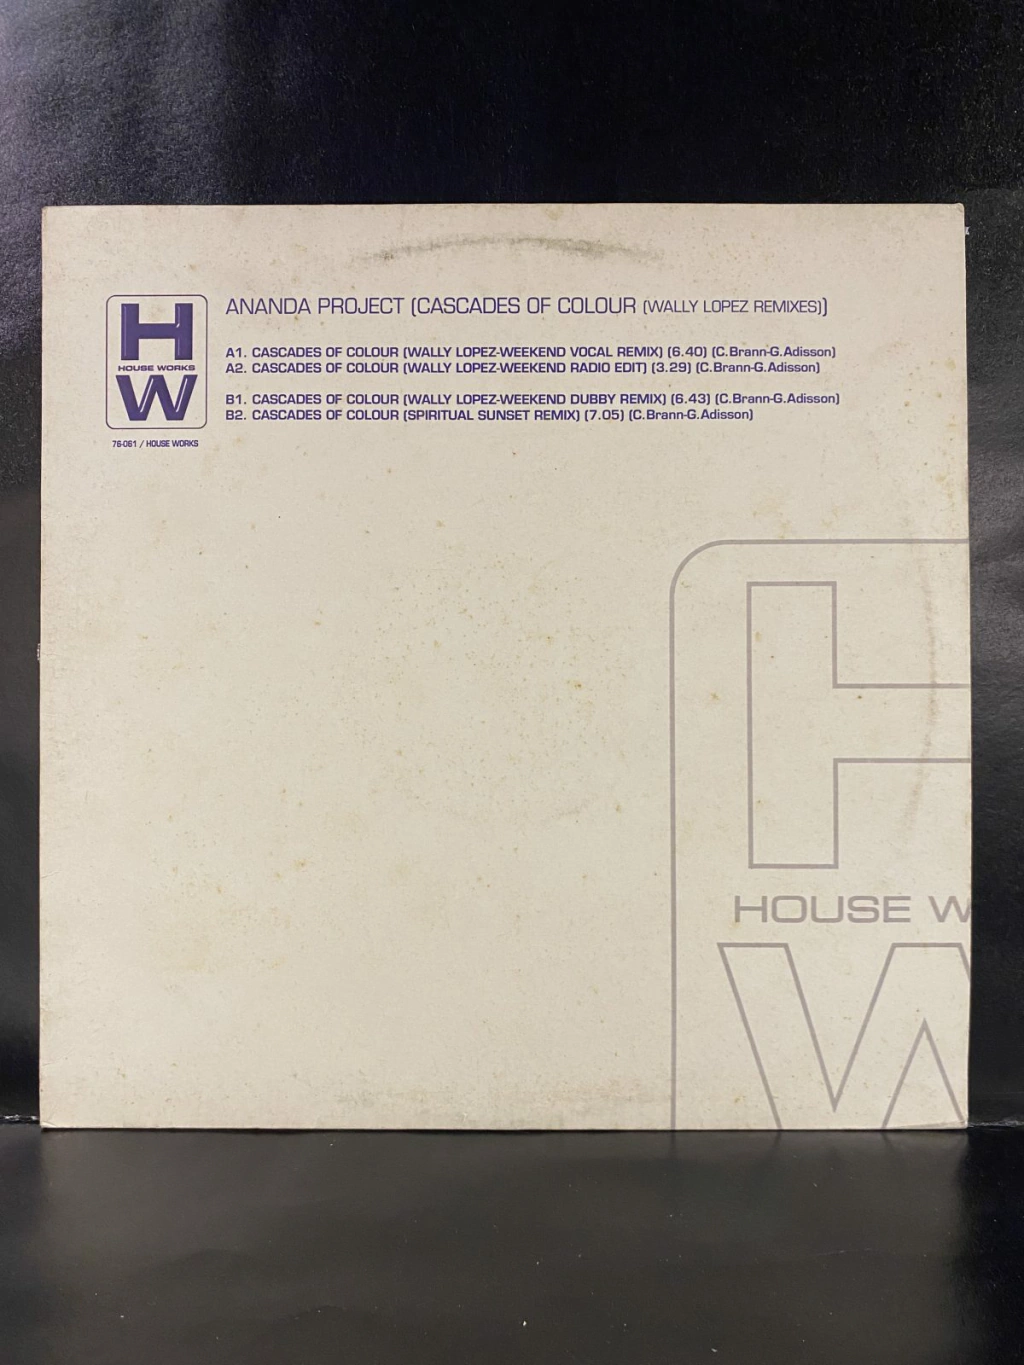 H
HOUSE WORKS
W
76-061 / HOUSE WORKS
ANANDA PROJECT (CASCADES OF COLOUR (WALLY LOPEZ REMIXES))
A1. CASCADES OF COLOUR (WALLY LOPEZ-WEEKEND VOCAL REMIX) (6.40) (C.Brann-G.Adisson)
A2. CASCADES OF COLOUR (WALLY LOPEZ-WEEKEND RADIO EDIT) (3.29) (C.Brann-G.Adisson)
B1. CASCADES OF COLOUR (WALLY LOPEZ-WEEKEND DUBBY REMIX) (6.43) (C.Brann-G.Adisson)
B2. CASCADES OF COLOUR (SPIRITUAL SUNSET REMIX) (7.05) (C.Brann-G.Adisson)
H
HOUSE W
W